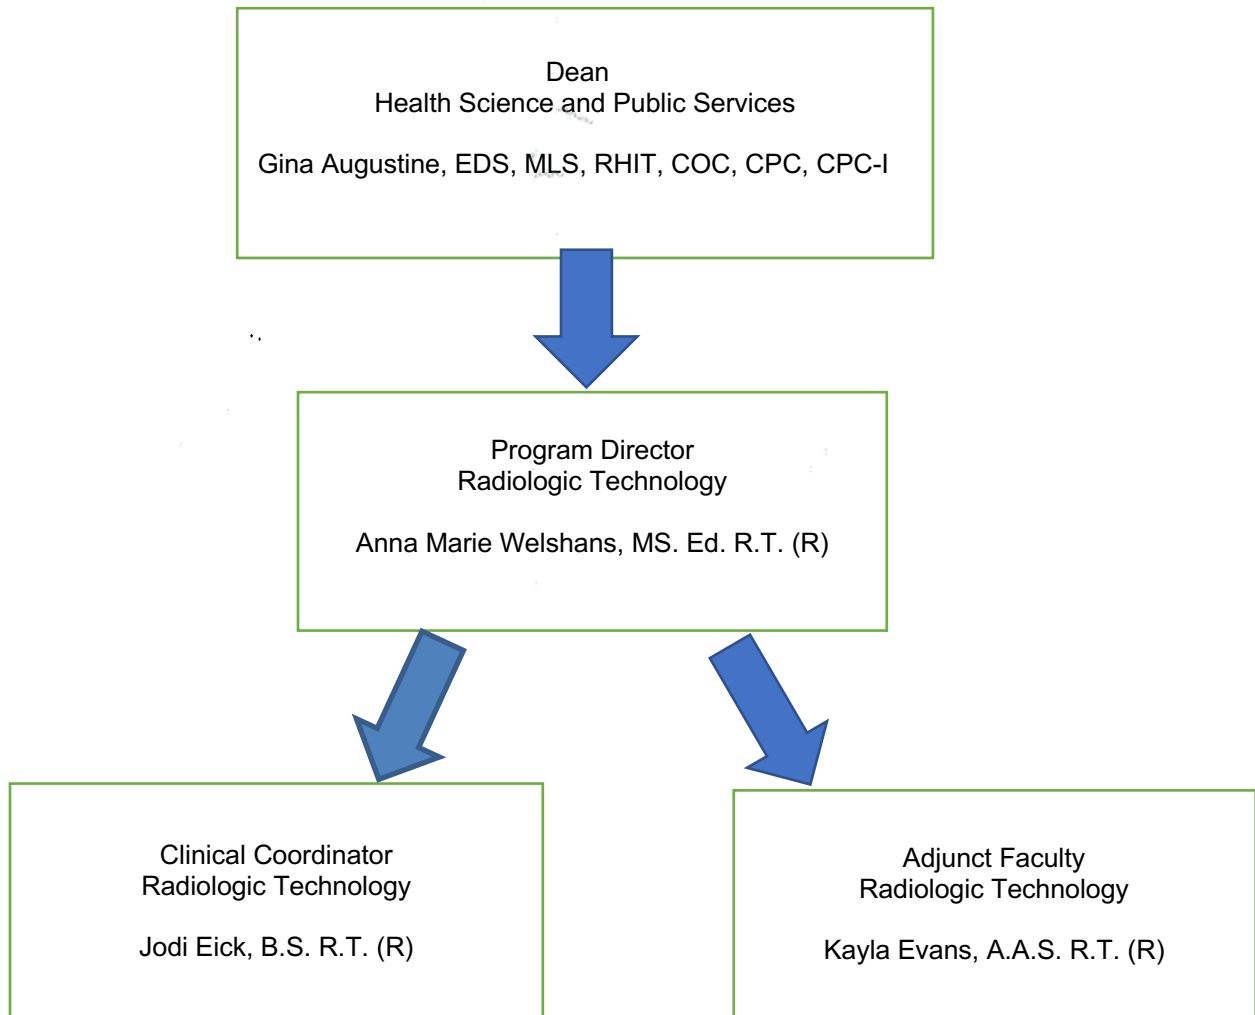 Dean
Health Science and Public Services
Gina Augustine, EDS, MLS, RHIT, COC, CPC, CPC-I
Program Director
Radiologic Technology
Anna Marie Welshans, MS. Ed. R.T. (R)
Clinical Coordinator
Radiologic Technology
Jodi Eick, B.S. R.T. (R)
Adjunct Faculty
Radiologic Technology
Kayla Evans, A.A.S. R.T. (R)